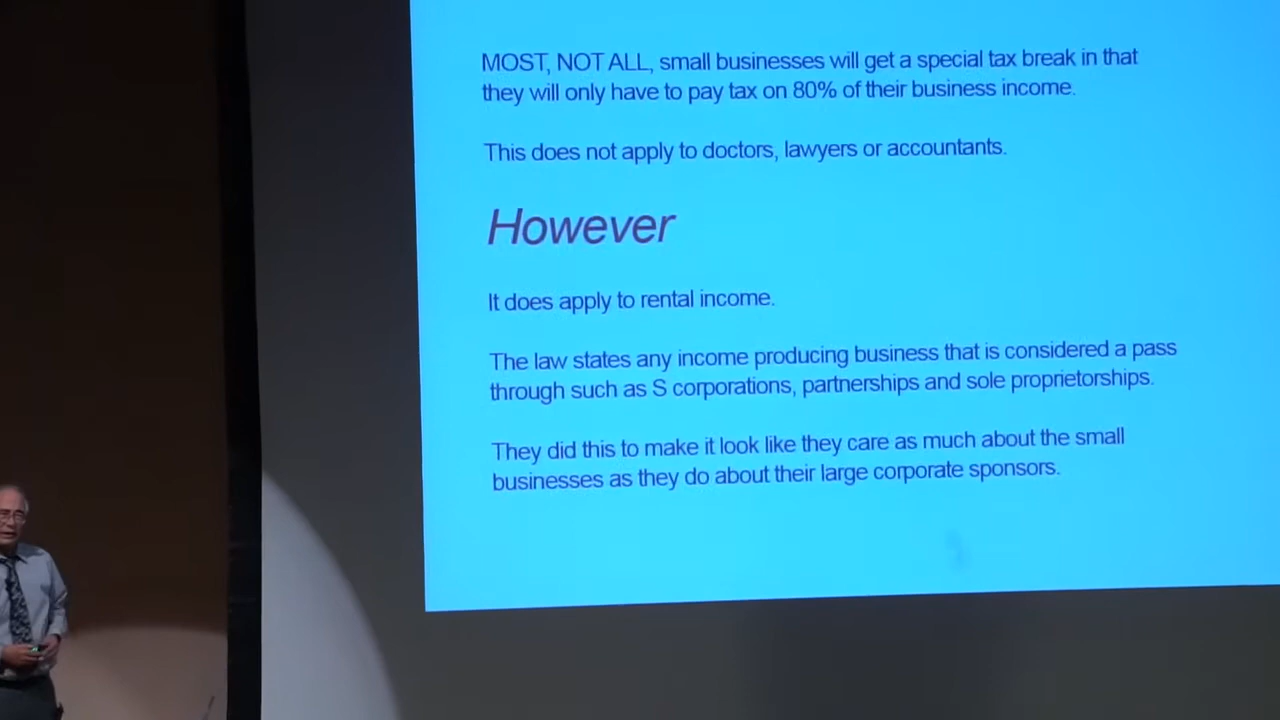 MOST, NOT ALL, small businesses will get a special tax break in that
they will only have to pay tax on 80% of their business income.
This does not apply to doctors, lawyers or accountants.
However
It does apply to rental income.
The law states any income producing business that is considered a pass
through such as S corporations, partnerships and sole proprietorships.
They did this to make it look like they care as much about the small
businesses as they do about their large corporate sponsors.